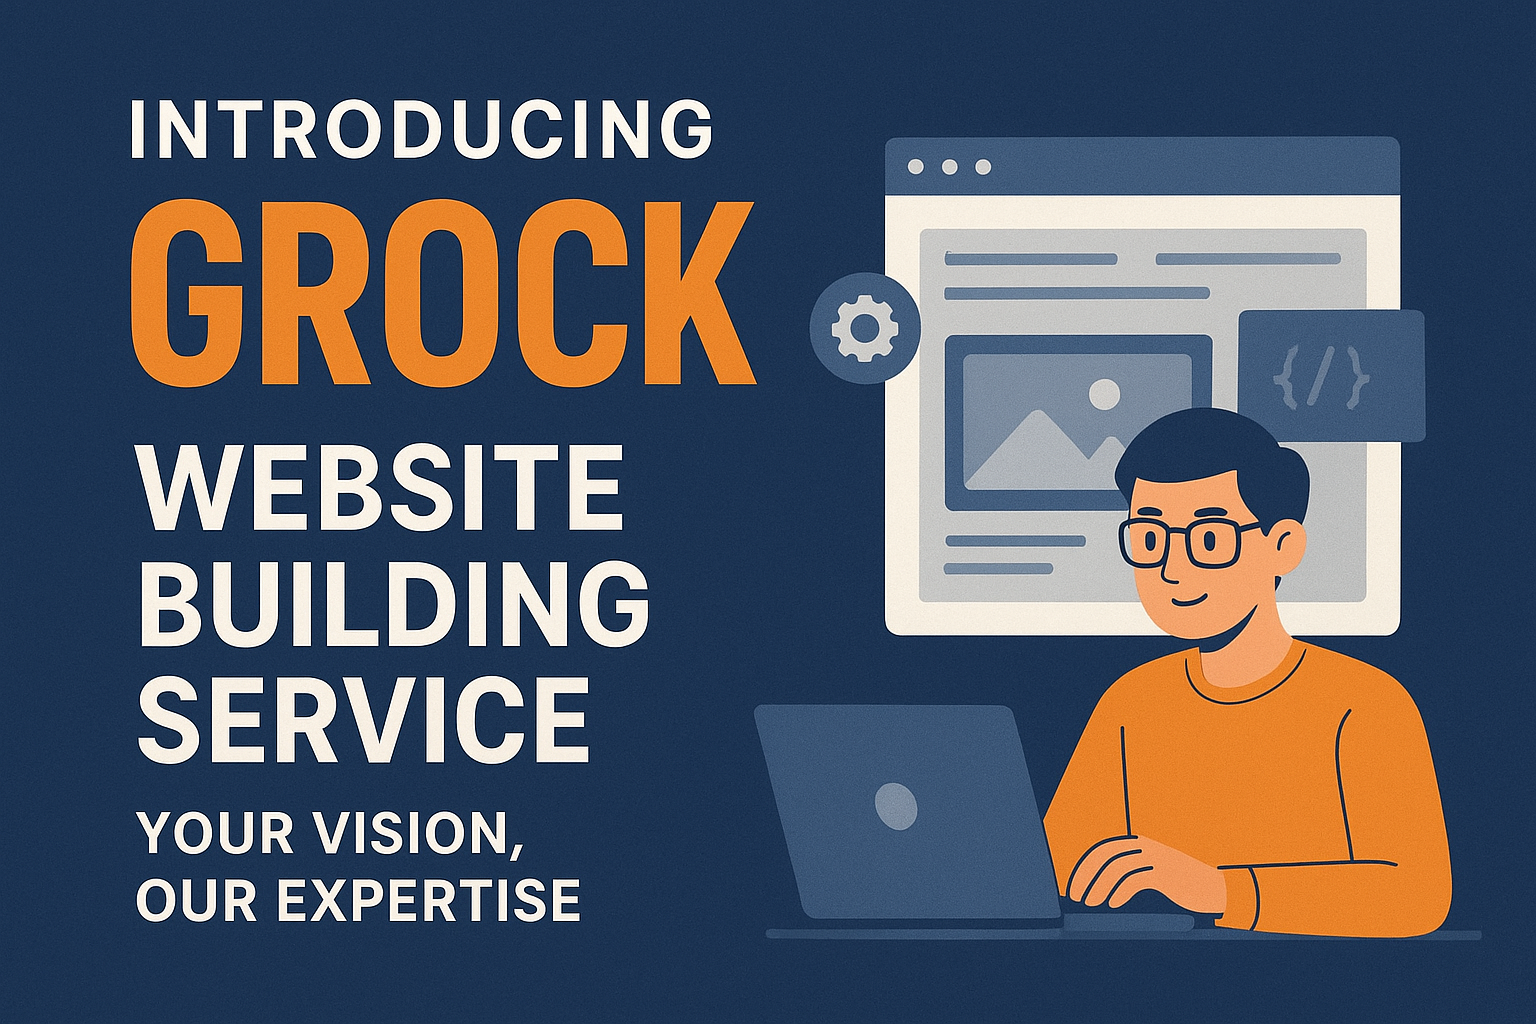 INTRODUCING
GROCK
WEBSITE
BUILDING
SERVICE
YOUR VISION,
OUR EXPERTISE
{/}